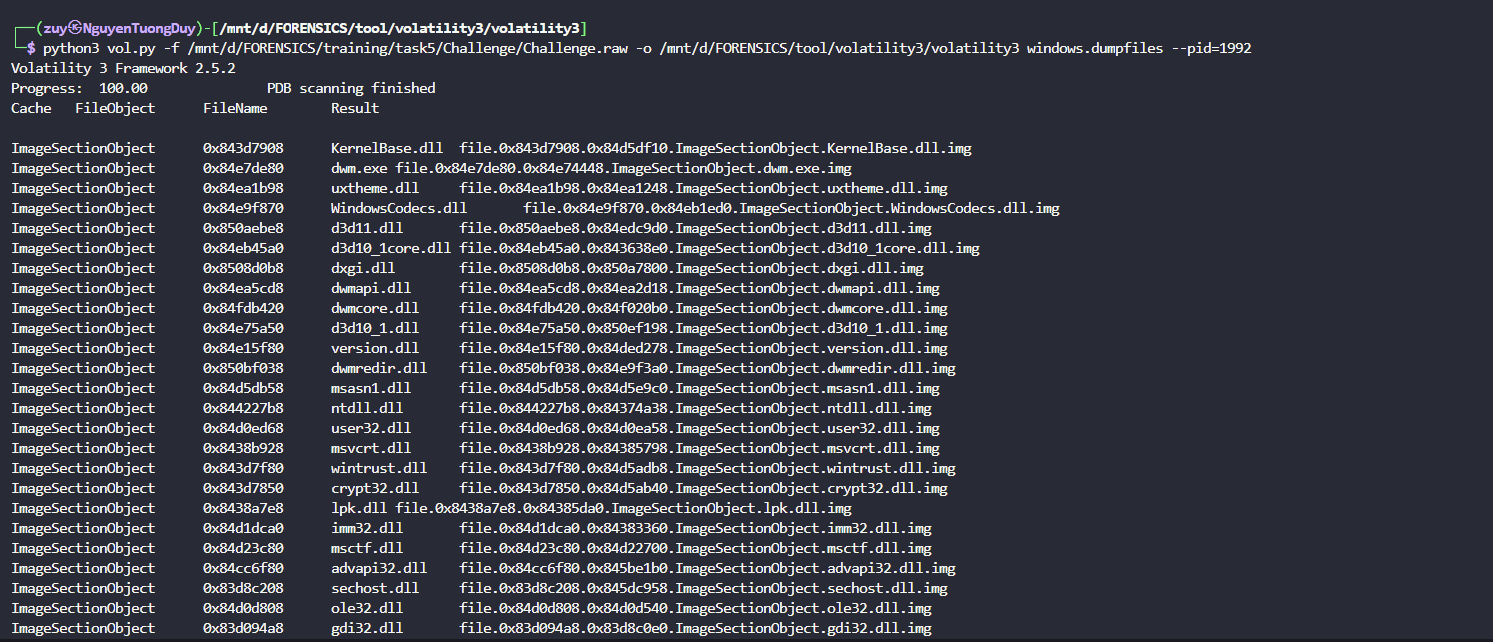 ┌──(zuy㉿NguyenTuongDuy)-[/mnt/d/FORENSICS/tool/volatility3/volatility3]
└─$ python3 vol.py -f /mnt/d/FORENSICS/training/task5/Challenge/Challenge.raw -o /mnt/d/FORENSICS/tool/volatility3/volatility3 windows.dumpfiles --pid=1992
Volatility 3 Framework 2.5.2
Progress:  100.00               PDB scanning finished
Cache   FileObject      FileName        Result
ImageSectionObject      0x843d7908      KernelBase.dll  file.0x843d7908.0x84d5df10.ImageSectionObject.KernelBase.dll.img
ImageSectionObject      0x84e7de80      dwm.exe file.0x84e7de80.0x84e74448.ImageSectionObject.dwm.exe.img
ImageSectionObject      0x84ea1b98      uxtheme.dll     file.0x84ea1b98.0x84ea1248.ImageSectionObject.uxtheme.dll.img
ImageSectionObject      0x84e9f870      WindowsCodecs.dll       file.0x84e9f870.0x84eb1ed0.ImageSectionObject.WindowsCodecs.dll.img
ImageSectionObject      0x850aebe8      d3d11.dll       file.0x850aebe8.0x84edc9d0.ImageSectionObject.d3d11.dll.img
ImageSectionObject      0x84eb45a0      d3d10_1core.dll file.0x84eb45a0.0x843638e0.ImageSectionObject.d3d10_1core.dll.img
ImageSectionObject      0x8508d0b8      dxgi.dll        file.0x8508d0b8.0x850a7800.ImageSectionObject.dxgi.dll.img
ImageSectionObject      0x84ea5cd8      dwmapi.dll      file.0x84ea5cd8.0x84ea2d18.ImageSectionObject.dwmapi.dll.img
ImageSectionObject      0x84fdb420      dwmcore.dll     file.0x84fdb420.0x84f020b0.ImageSectionObject.dwmcore.dll.img
ImageSectionObject      0x84e75a50      d3d10_1.dll     file.0x84e75a50.0x850ef198.ImageSectionObject.d3d10_1.dll.img
ImageSectionObject      0x84e15f80      version.dll     file.0x84e15f80.0x84ded278.ImageSectionObject.version.dll.img
ImageSectionObject      0x850bf038      dwmredir.dll    file.0x850bf038.0x84e9f3a0.ImageSectionObject.dwmredir.dll.img
ImageSectionObject      0x84d5db58      msasn1.dll      file.0x84d5db58.0x84d5e9c0.ImageSectionObject.msasn1.dll.img
ImageSectionObject      0x844227b8      ntdll.dll       file.0x844227b8.0x84374a38.ImageSectionObject.ntdll.dll.img
ImageSectionObject      0x84d0ed68      user32.dll      file.0x84d0ed68.0x84d0ea58.ImageSectionObject.user32.dll.img
ImageSectionObject      0x8438b928      msvcrt.dll      file.0x8438b928.0x84385798.ImageSectionObject.msvcrt.dll.img
ImageSectionObject      0x843d7f80      wintrust.dll    file.0x843d7f80.0x84d5adb8.ImageSectionObject.wintrust.dll.img
ImageSectionObject      0x843d7850      crypt32.dll     file.0x843d7850.0x84d5ab40.ImageSectionObject.crypt32.dll.img
ImageSectionObject      0x8438a7e8      lpk.dll file.0x8438a7e8.0x84385da0.ImageSectionObject.lpk.dll.img
ImageSectionObject      0x84d1dca0      imm32.dll       file.0x84d1dca0.0x84383360.ImageSectionObject.imm32.dll.img
ImageSectionObject      0x84d23c80      msctf.dll       file.0x84d23c80.0x84d22700.ImageSectionObject.msctf.dll.img
ImageSectionObject      0x84cc6f80      advapi32.dll    file.0x84cc6f80.0x845be1b0.ImageSectionObject.advapi32.dll.img
ImageSectionObject      0x83d8c208      sechost.dll     file.0x83d8c208.0x845dc958.ImageSectionObject.sechost.dll.img
ImageSectionObject      0x84d0d808      ole32.dll       file.0x84d0d808.0x84d0d540.ImageSectionObject.ole32.dll.img
ImageSectionObject      0x83d094a8      gdi32.dll       file.0x83d094a8.0x83d8c0e0.ImageSectionObject.gdi32.dll.img